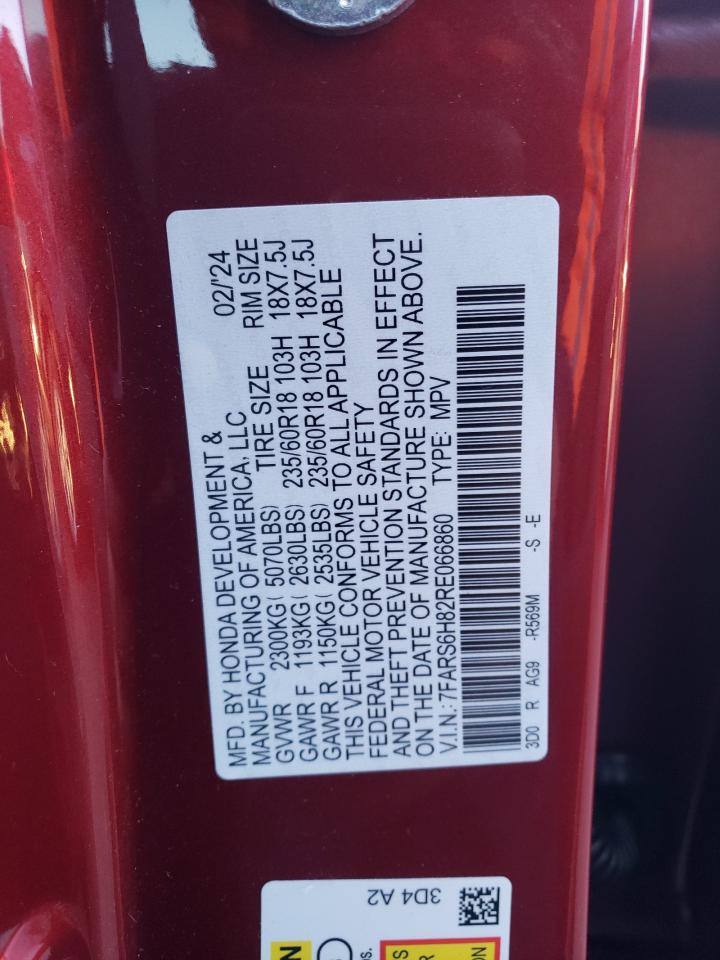 MFD. BY HONDA DEVELOPMENT &
MANUFACTURING OF AMERICA, LLC 02/'24
GVWR 2300KG( 5070LBS) TIRE SIZE RIM SIZE
GAWR F 1193KG( 2630LBS) 235/60R18 103H 18X7.5J
GAWR R 1150KG( 2535LBS) 235/60R18 103H 18X7.5J
THIS VEHICLE CONFORMS TO ALL APPLICABLE
FEDERAL MOTOR VEHICLE SAFETY
AND THEFT PREVENTION STANDARDS IN EFFECT
ON THE DATE OF MANUFACTURE SHOWN ABOVE.
V.I.N.: 7FARS6H82RE066860 TYPE: MPV
3D0 R AG9 -R569M -S -E
3D4 A2